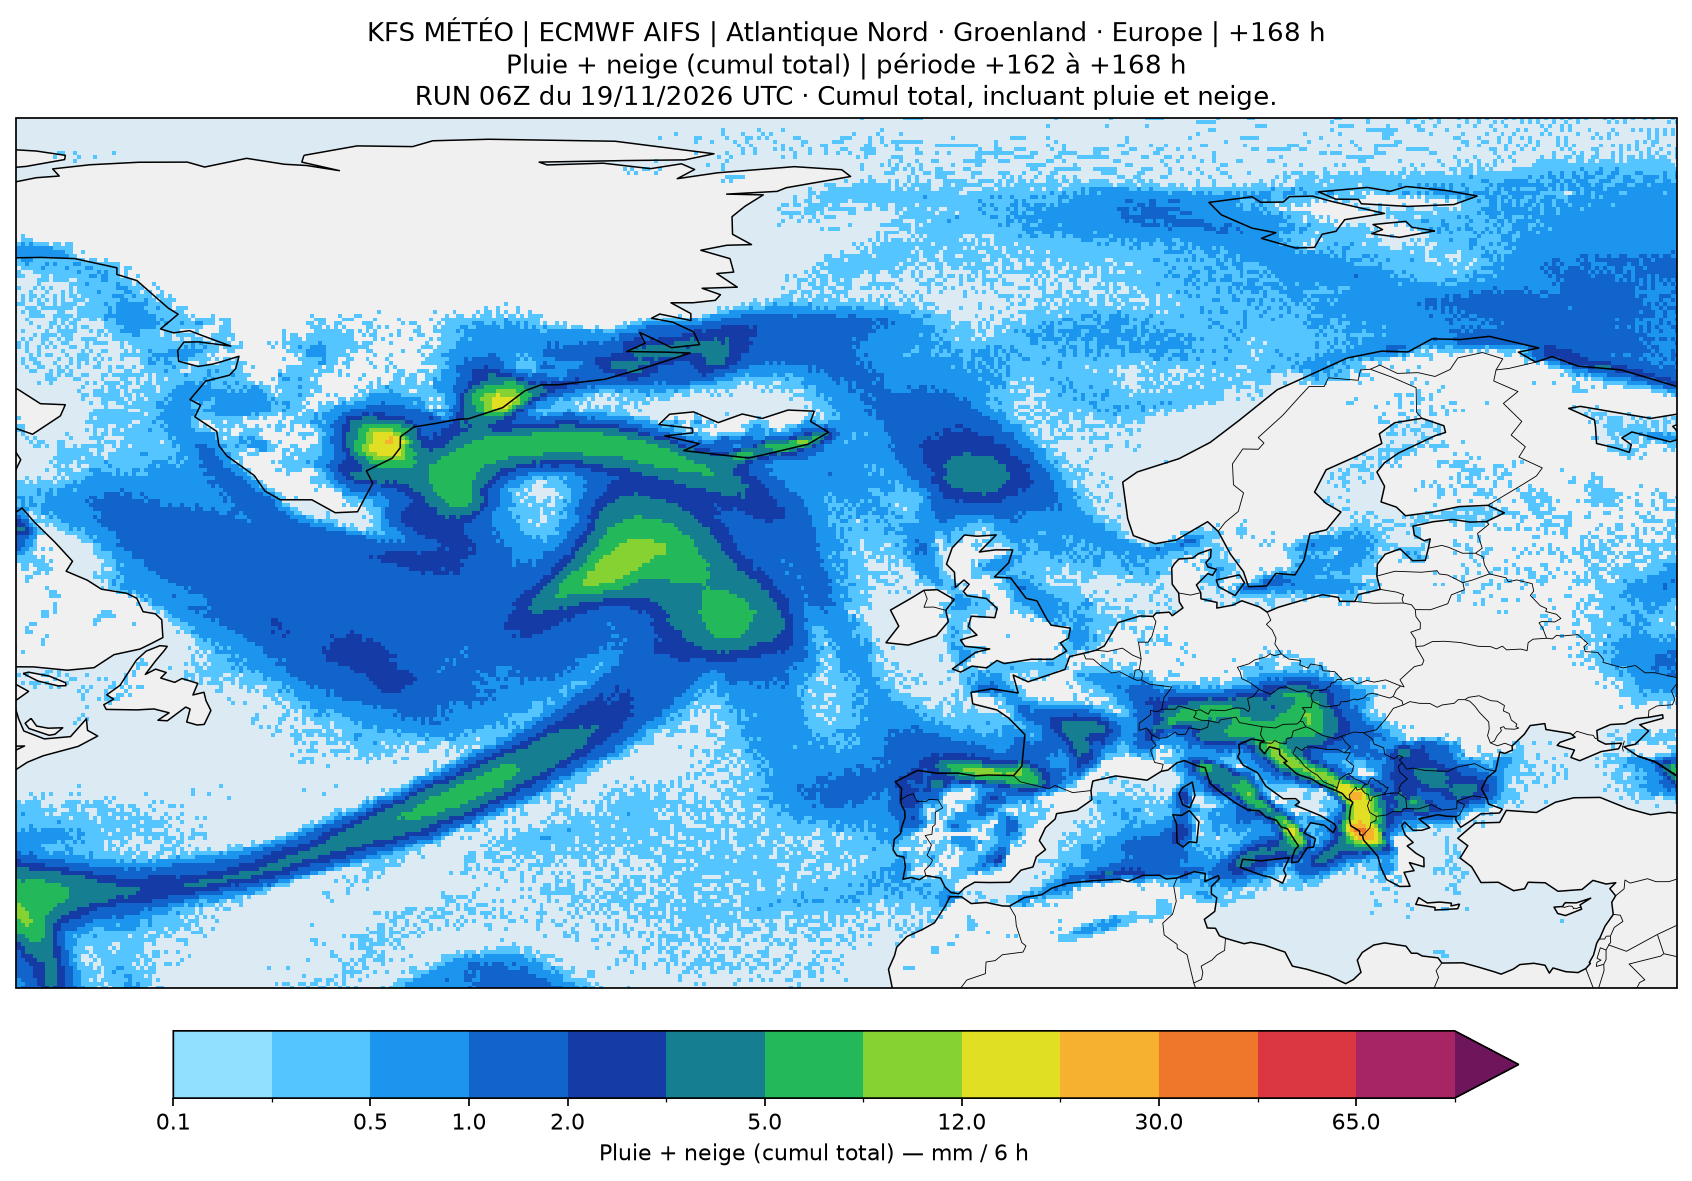 KFS MÉTÉO | ECMWF AIFS | Atlantique Nord · Groenland · Europe | +168 h
Pluie + neige (cumul total) | période +162 à +168 h
RUN 06Z du 19/11/2026 UTC · Cumul total, incluant pluie et neige.
0.1 0.5 1.0 2.0 5.0 12.0 30.0 65.0
Pluie + neige (cumul total) — mm / 6 h